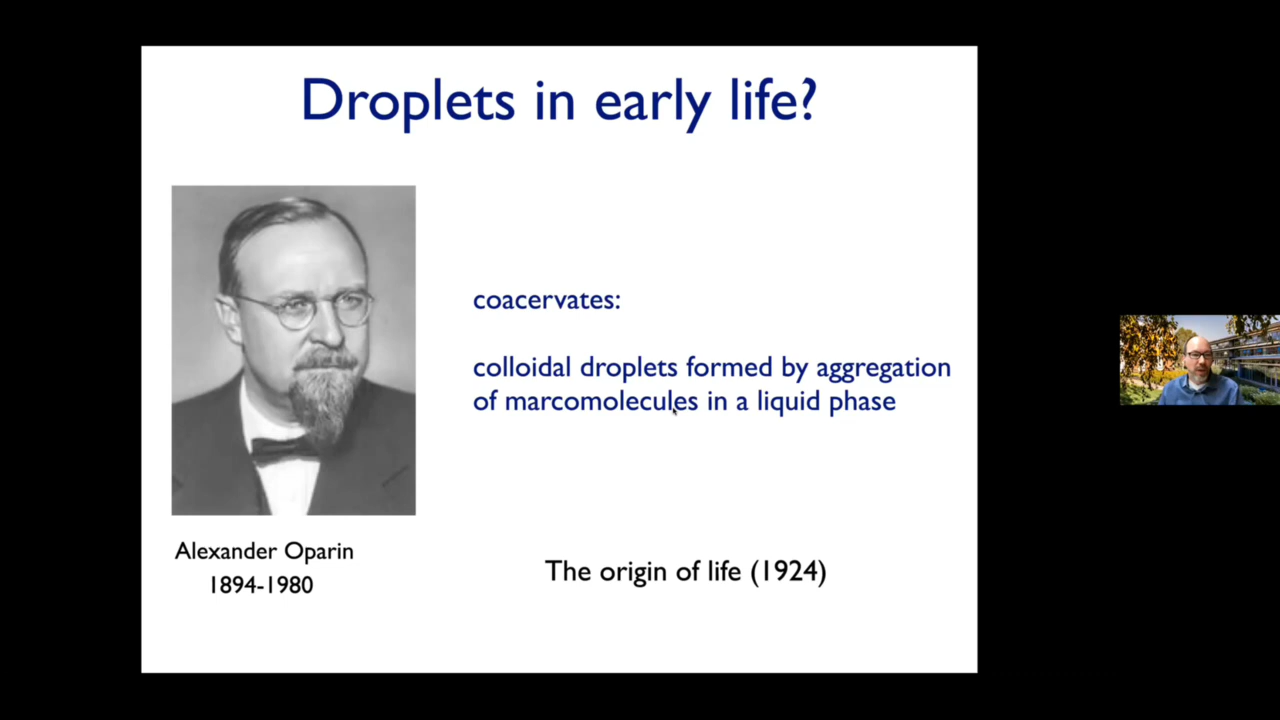 Droplets in early life?
coacervates:
colloidal droplets formed by aggregation
of marcomolecules in a liquid phase
Alexander Oparin
1894-1980
The origin of life (1924)